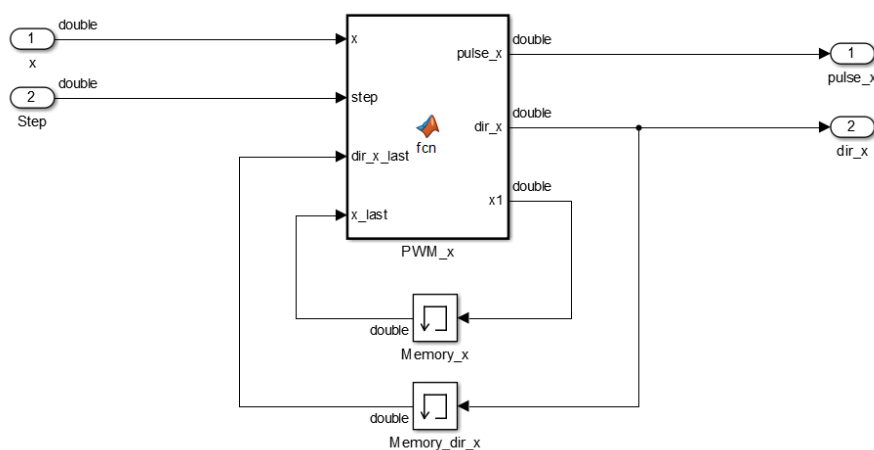 double
1
x
double
2
Step
x
step
dir_x_last
x_last
fcn
pulse_x
dir_x
x1
PWM_x
double
1
pulse_x
double
2
dir_x
double
double
Memory_x
double
Memory_dir_x